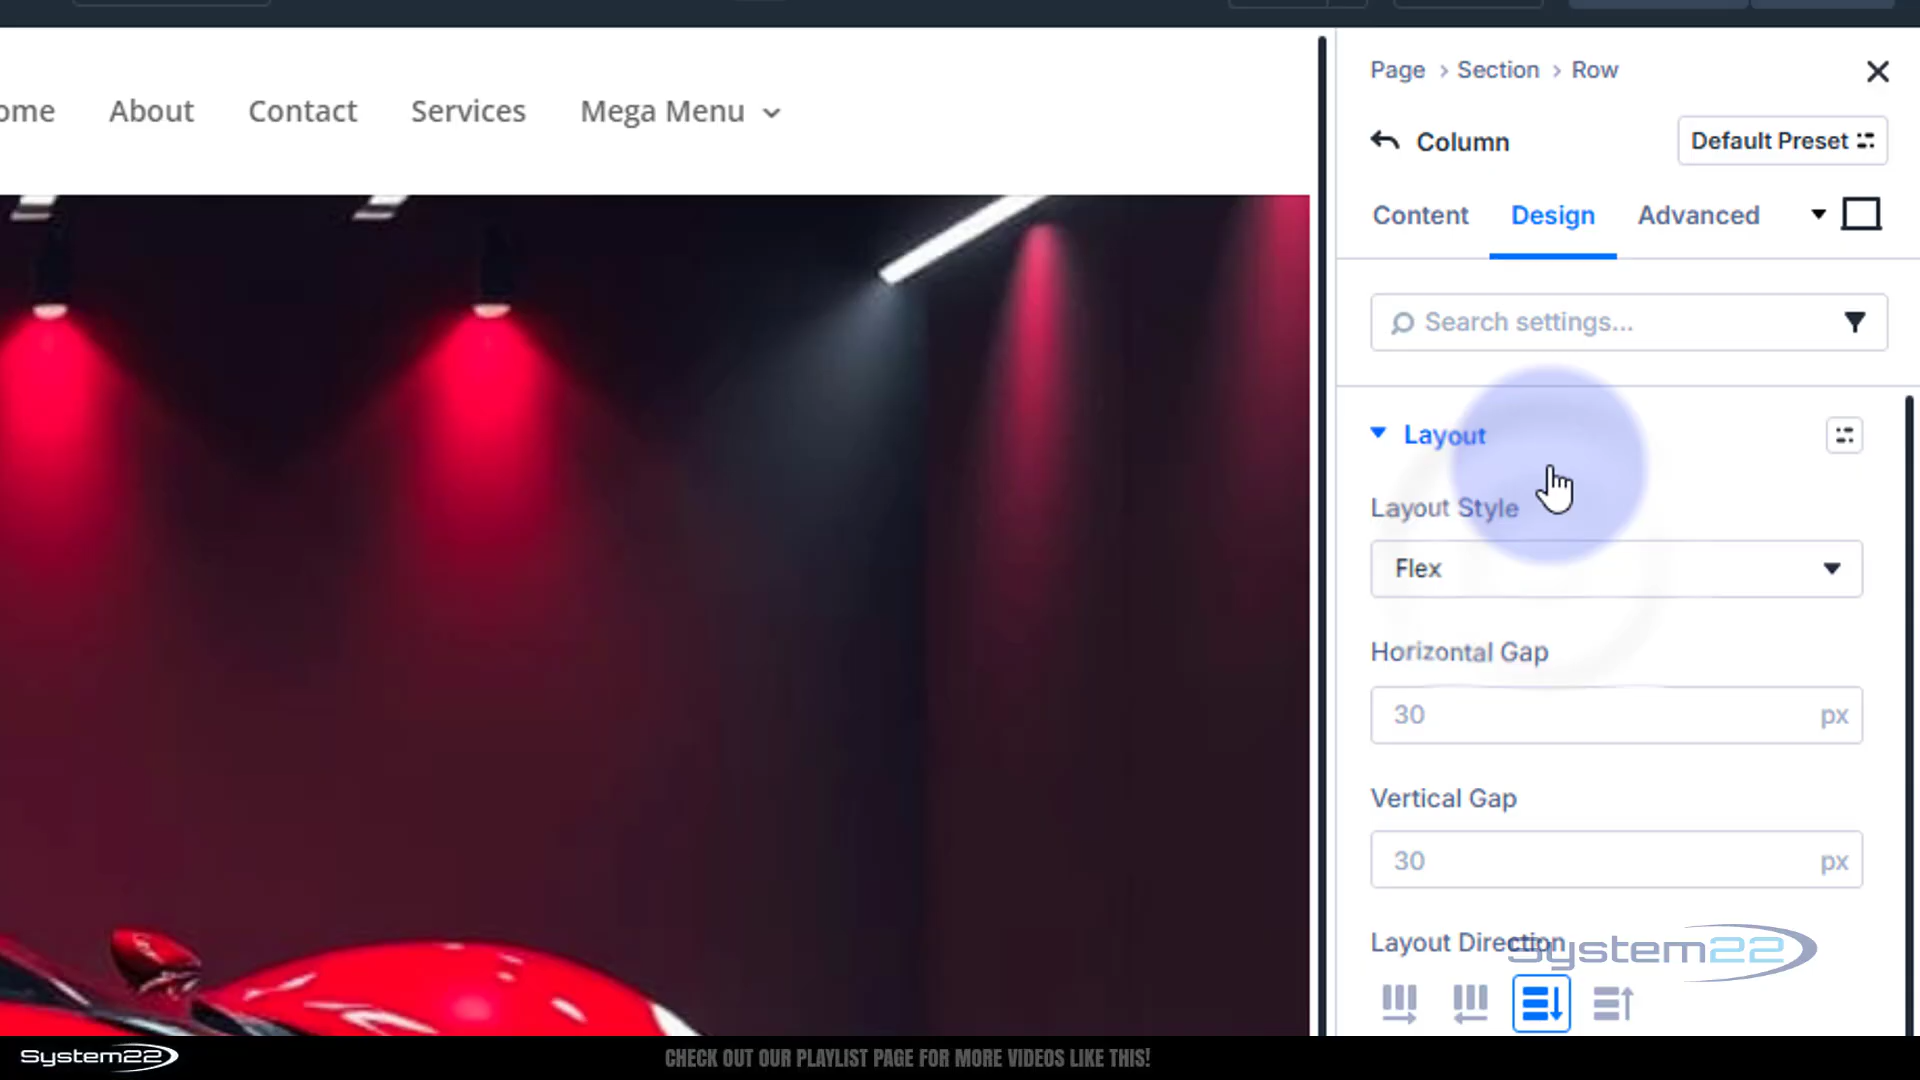 ome About Contact Services Mega Menu
Page > Section > Row
Column
Default Preset
Content Design Advanced
Search settings...
Layout
Layout Style
Flex
Horizontal Gap
30 px
Vertical Gap
30 px
Layout Direction
System22
System22
CHECK OUT OUR PLAYLIST PAGE FOR MORE VIDEOS LIKE THIS!